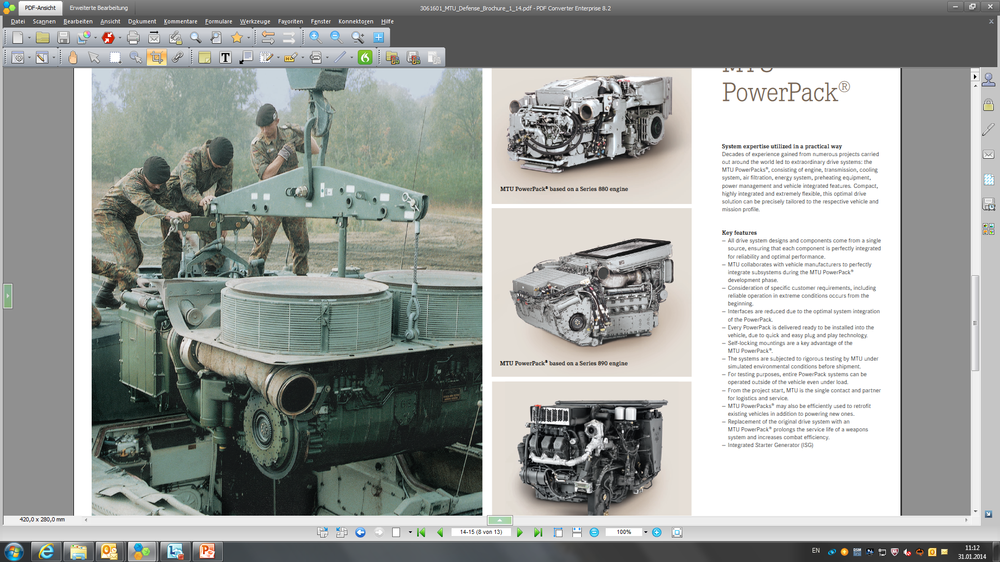 PDF-Ansicht
Erweiterte Bearbeitung
3061601_MTU_Defense_Brochure_1_14.pdf - PDF Converter Enterprise 8.2
Datei Scannen Bearbeiten Ansicht Dokument Kommentare Formulare Werkzeuge Favoriten Fenster Konnektoren Hilfe
MTU
PowerPack®
MTU PowerPack® based on a Series 880 engine
MTU PowerPack® based on a Series 890 engine
System expertise utilized in a practical way
Decades of experience gained from numerous projects carried
out around the world led to extraordinary drive systems: the
MTU PowerPacks®, consisting of engine, transmission, cooling
system, air filtration, energy system, preheating equipment,
power management and vehicle integrated features. Compact,
highly integrated and extremely flexible, this optimal drive
solution can be precisely tailored to the respective vehicle and
mission profile.
Key features
– All drive system designs and components come from a single
source, ensuring that each component is perfectly integrated
for reliability and optimal performance.
– MTU collaborates with vehicle manufacturers to perfectly
integrate subsystems during the MTU PowerPack®
development phase.
– Consideration of specific customer requirements, including
reliable operation in extreme conditions occurs from the
beginning.
– Interfaces are reduced due to the optimal system integration
of the PowerPack.
– Every PowerPack is delivered ready to be installed into the
vehicle, due to quick and easy plug and play technology.
– Self-locking mountings are a key advantage of the
MTU PowerPack®.
– The systems are subjected to rigorous testing by MTU under
simulated environmental conditions before shipment.
– For testing purposes, entire PowerPack systems can be
operated outside of the vehicle even under load.
– From the project start, MTU is the single contact and partner
for logistics and service.
– MTU PowerPacks® may also be efficiently used to retrofit
existing vehicles in addition to powering new ones.
– Replacement of the original drive system with an
MTU PowerPack® prolongs the service life of a weapons
system and increases combat efficiency.
– Integrated Starter Generator (ISG)
420,0 x 280,0 mm
14-15 (8 von 13)
100%
EN
DSM
11:12
31.01.2014